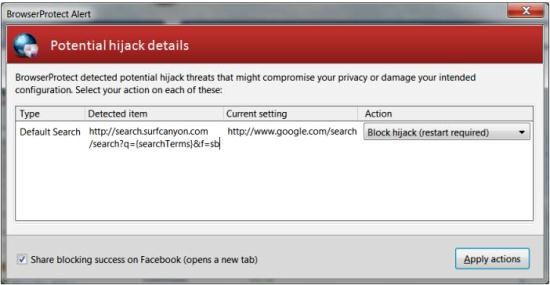 BrowserProtect Alert
Potential hijack details
BrowserProtect detected potential hijack threats that might compromise your privacy or damage your intended
configuration. Select your action on each of these:
Type Detected item Current setting Action
Default Search http://search.surfcanyon.com http://www.google.com/search Block hijack (restart required)
/search?q={searchTerms}&f=sb
Share blocking success on Facebook (opens a new tab) Apply actions